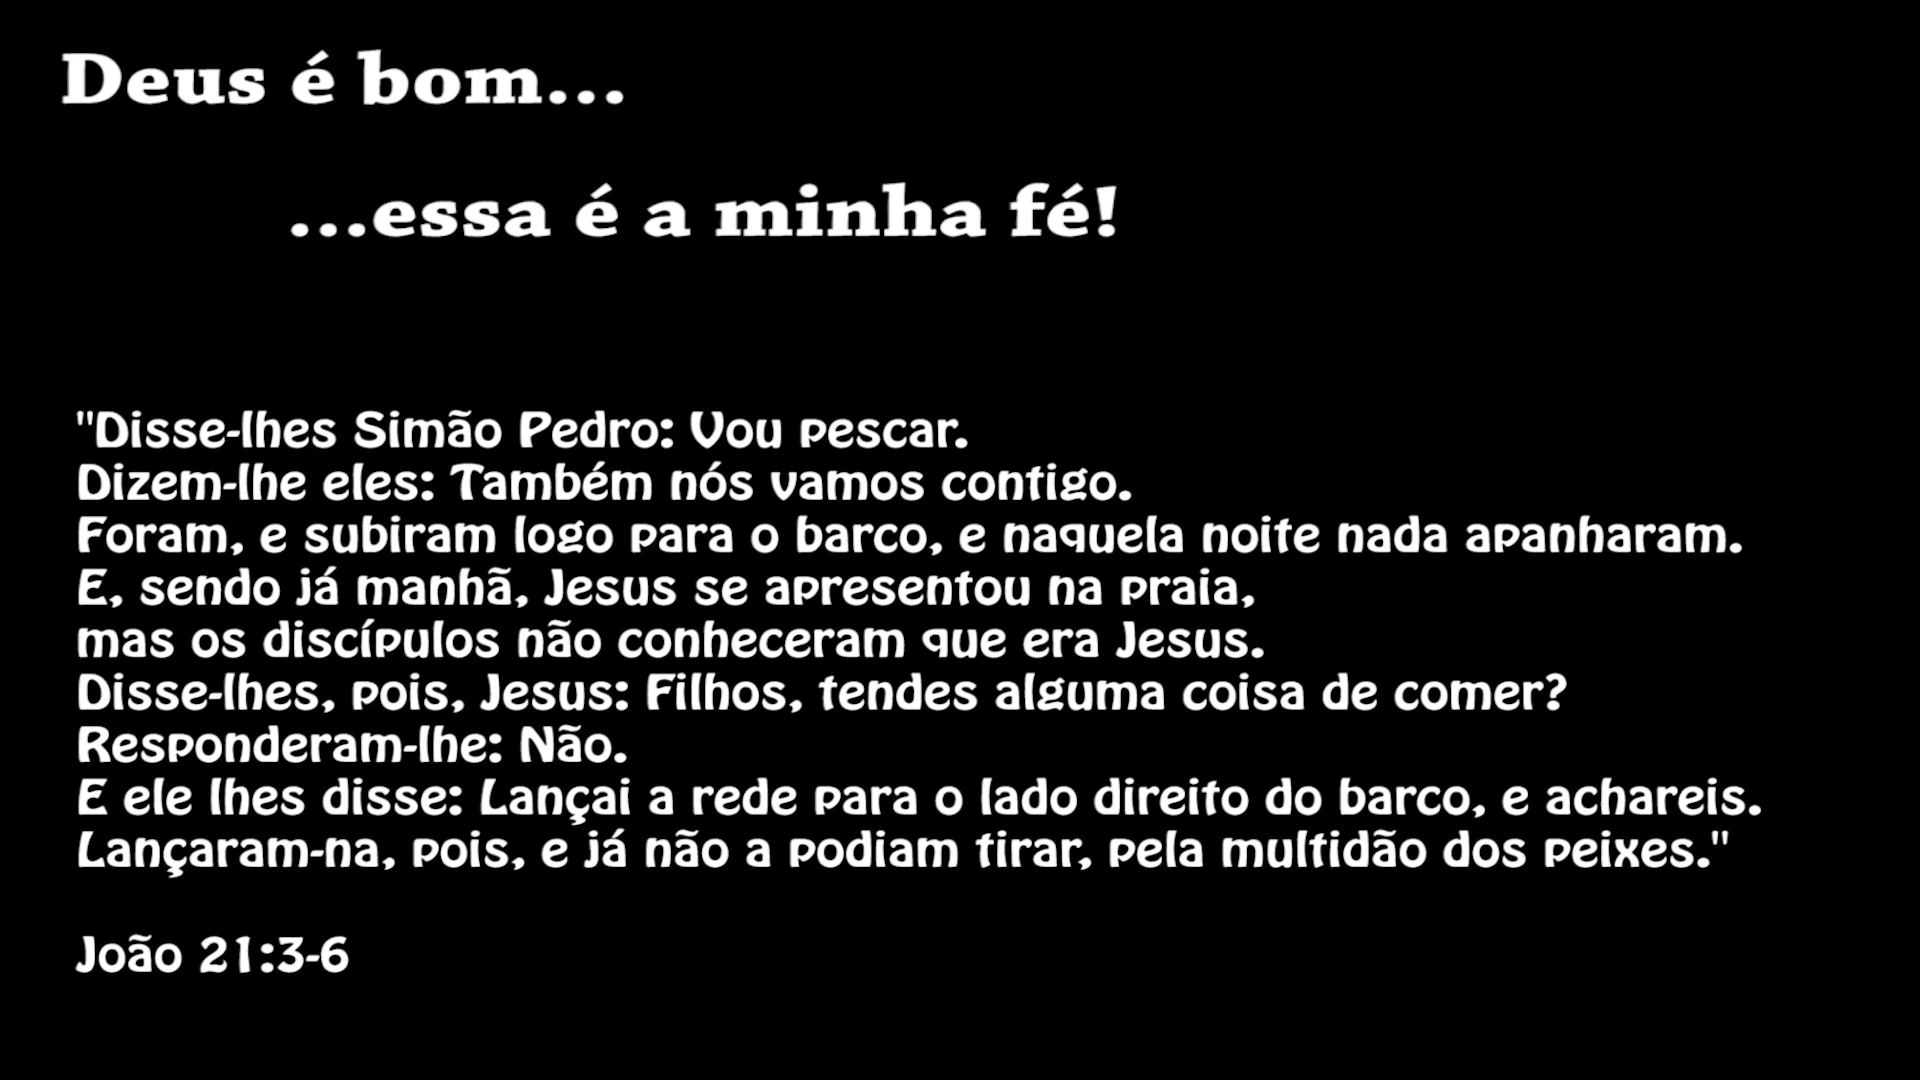 Deus é bom...
...essa é a minha fé!
"Disse-lhes Simão Pedro: Vou pescar.
Dizem-lhe eles: Também nós vamos contigo.
Foram, e subiram logo para o barco, e naquela noite nada apanharam.
E, sendo já manhã, Jesus se apresentou na praia,
mas os discípulos não conheceram que era Jesus.
Disse-lhes, pois, Jesus: Filhos, tendes alguma coisa de comer?
Responderam-lhe: Não.
E ele lhes disse: Lançai a rede para o lado direito do barco, e achareis.
Lançaram-na, pois, e já não a podiam tirar, pela multidão dos peixes."
João 21:3-6